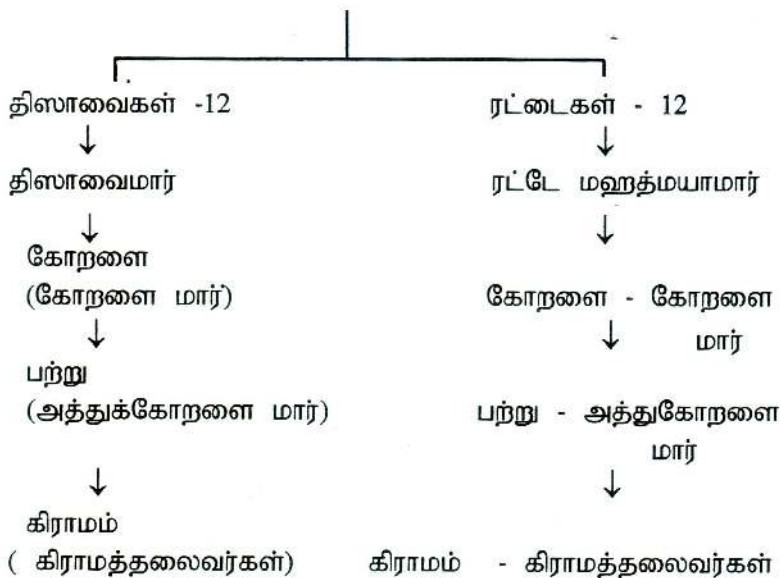 திஸாவைகள் -12
ரட்டைகள் - 12
↓
↓
திஸாவைமார்
ரட்டே மஹத்மயாமார்
↓
↓
கோறளை
(கோறளை மார்)
கோறளை - கோறளை
மார்
↓
↓
பற்று
(அத்துக்கோறளை மார்)
பற்று - அத்துகோறளை
மார்
↓
↓
கிராமம்
( கிராமத்தலைவர்கள்)
கிராமம் - கிராமத்தலைவர்கள்